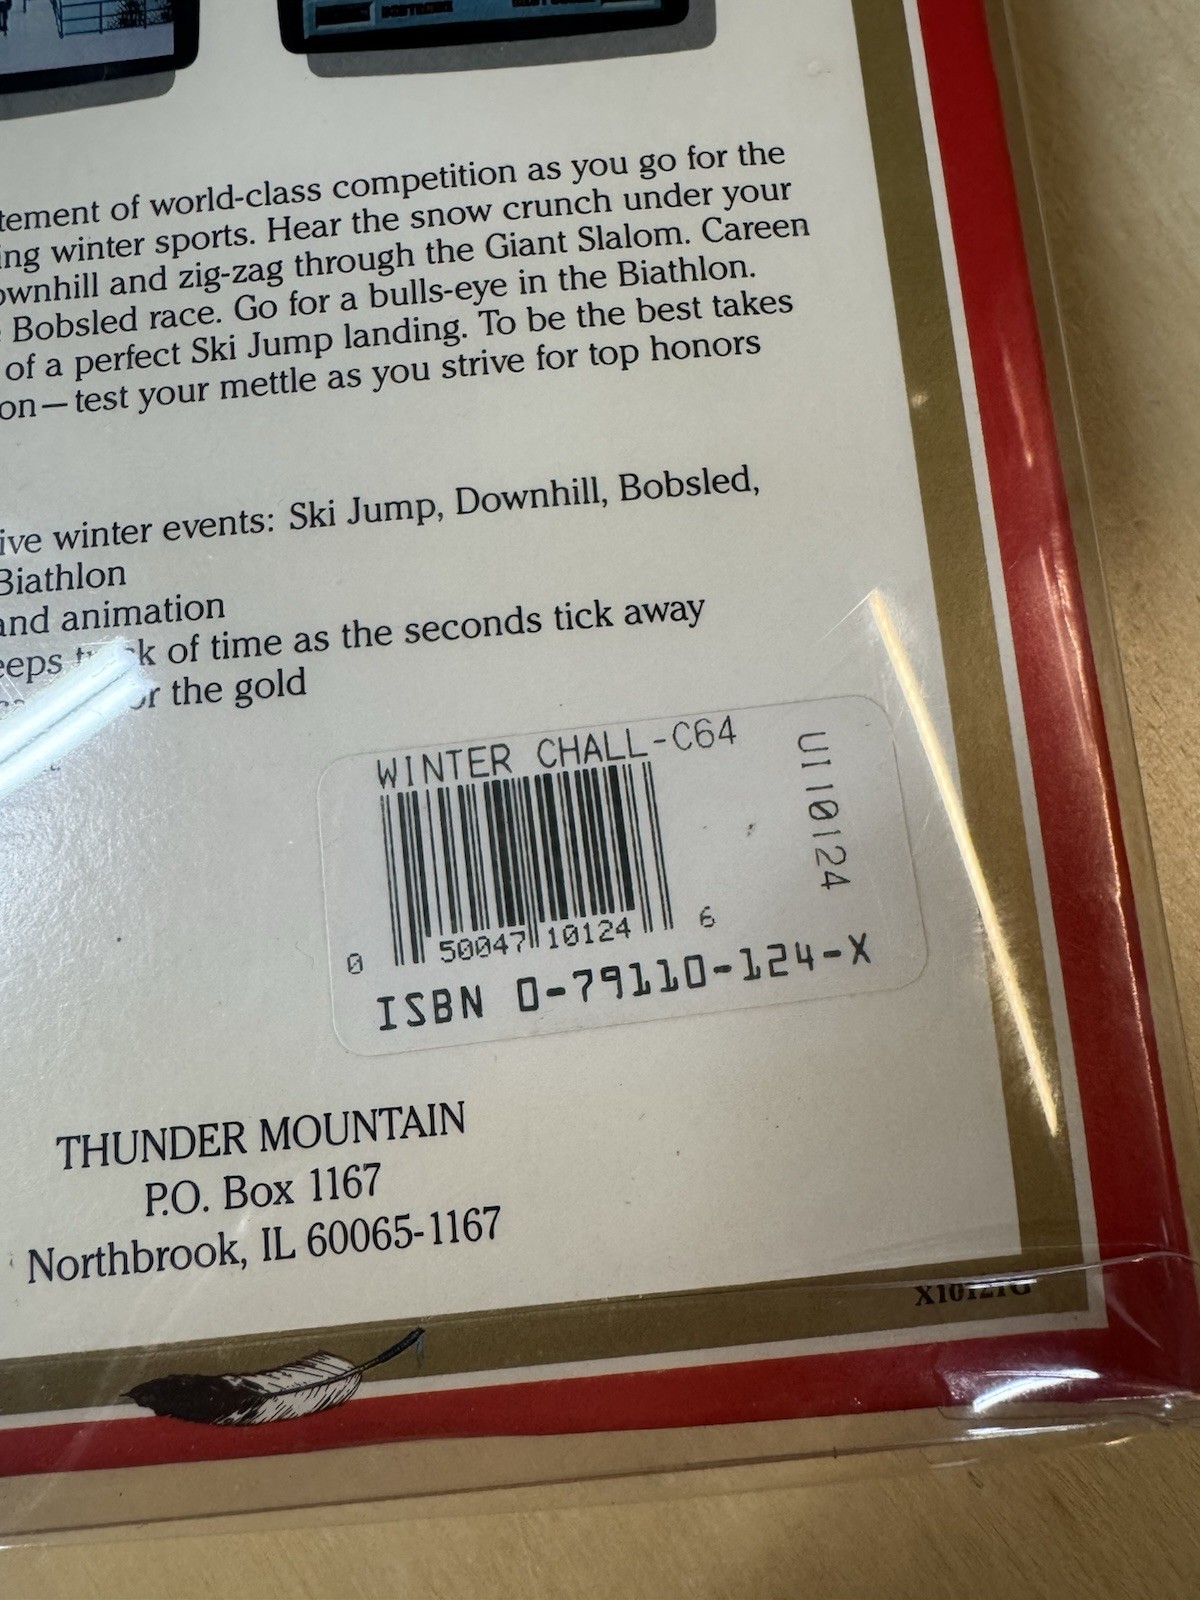 tement of world-class competition as you go for the
ing winter sports. Hear the snow crunch under your
ownhill and zig-zag through the Giant Slalom. Careen
Bobsled race. Go for a bulls-eye in the Biathlon.
of a perfect Ski Jump landing. To be the best takes
on—test your mettle as you strive for top honors
ive winter events: Ski Jump, Downhill, Bobsled,
Biathlon
and animation
eeps of time as the seconds tick away
the gold
WINTER CHALL-C64
UI10124
0 50047 10124 6
ISBN 0-79110-124-X
THUNDER MOUNTAIN
P.O. Box 1167
Northbrook, IL 60065-1167